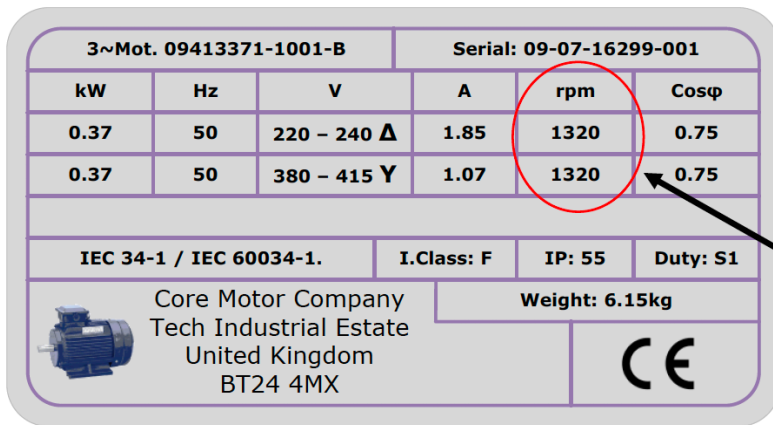 3~Mot. 09413371-1001-B Serial: 09-07-16299-001
kW Hz V A rpm Cosφ
0.37 50 220 – 240 Δ 1.85 1320 0.75
0.37 50 380 – 415 Y 1.07 1320 0.75
IEC 34-1 / IEC 60034-1. I.Class: F IP: 55 Duty: S1
Core Motor Company Weight: 6.15kg
Tech Industrial Estate
United Kingdom
BT24 4MX
CE